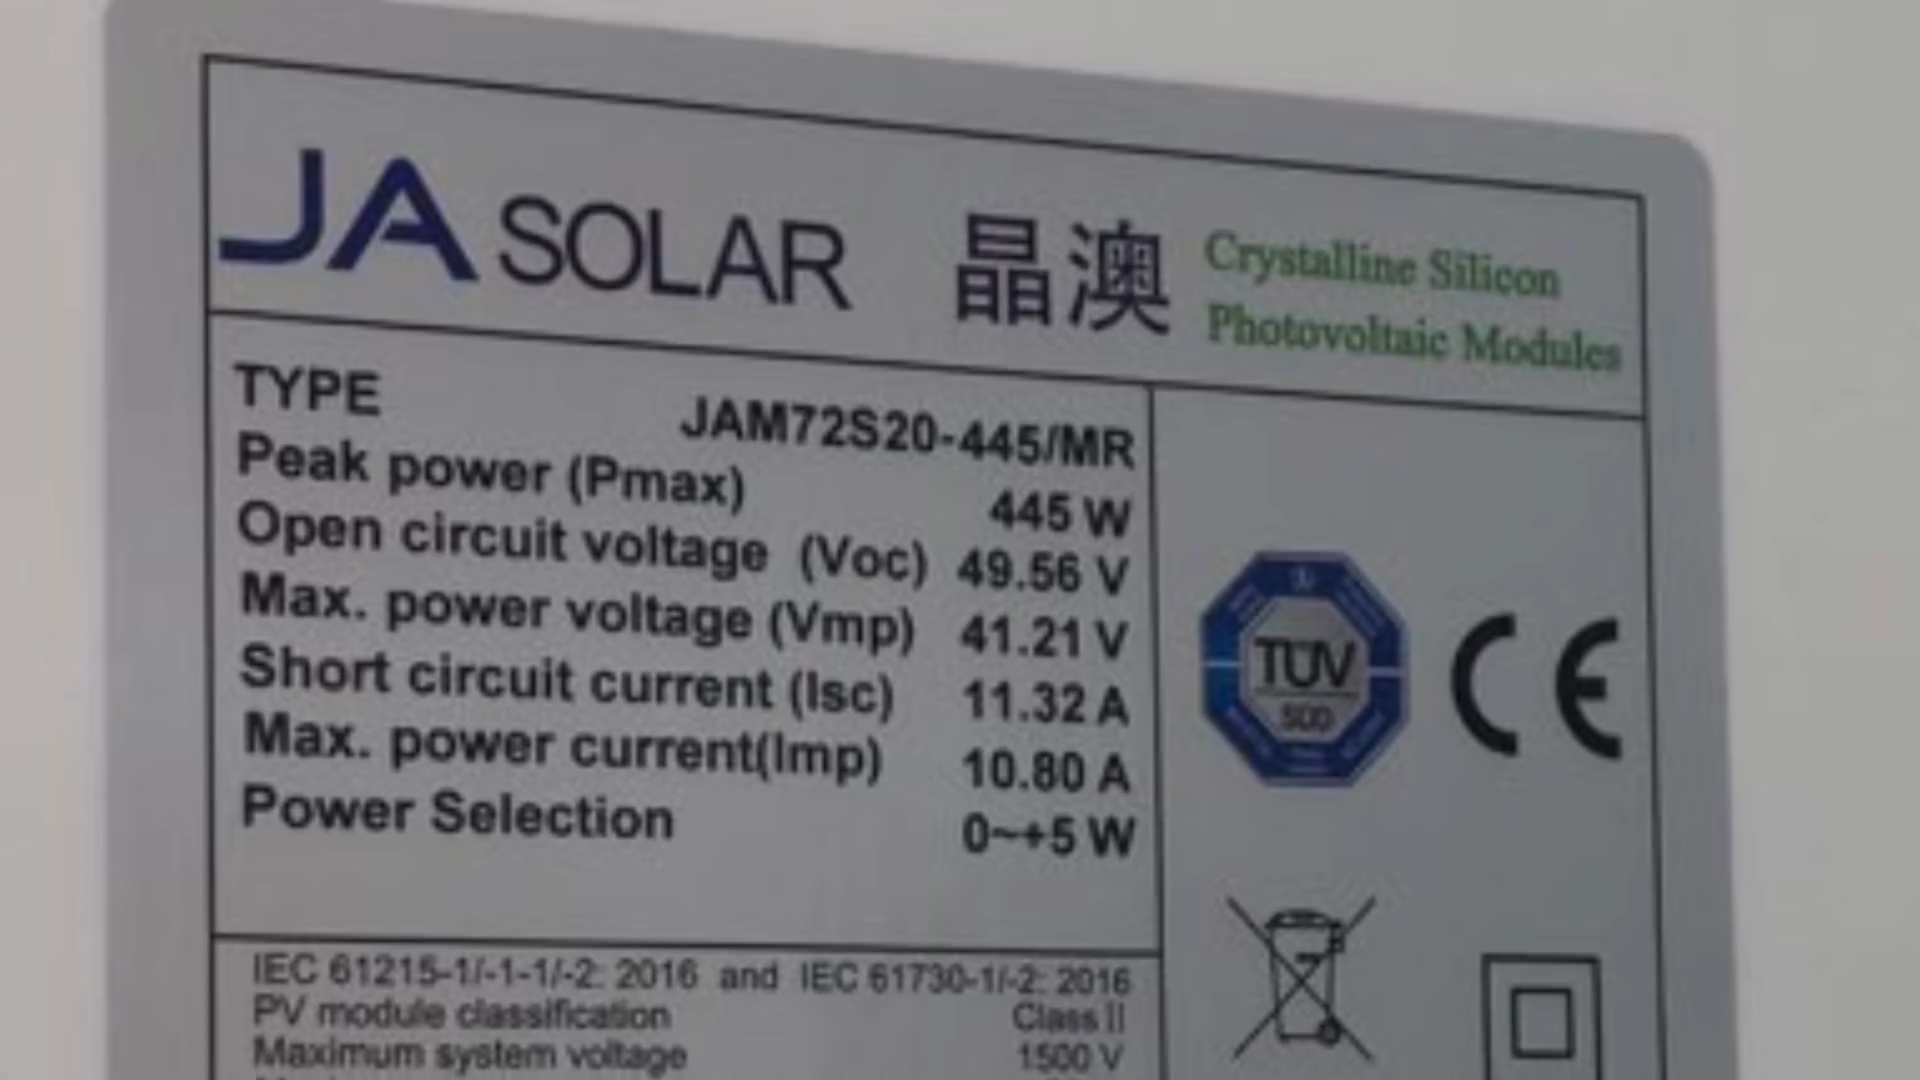 JA SOLAR 晶澳 Crystalline Silicon
Photovoltaic Modules
TYPE JAM72S20-445/MR
Peak power (Pmax) 445 W
Open circuit voltage (Voc) 49.56 V
Max. power voltage (Vmp) 41.21 V
Short circuit current (Isc) 11.32 A
Max. power current(Imp) 10.80 A
Power Selection 0~+5 W
TÜV
SÜD
CE
IEC 61215-1/-1-1/-2: 2016 and IEC 61730-1/-2: 2016
PV module classification Class II
Maximum system voltage 1500 V